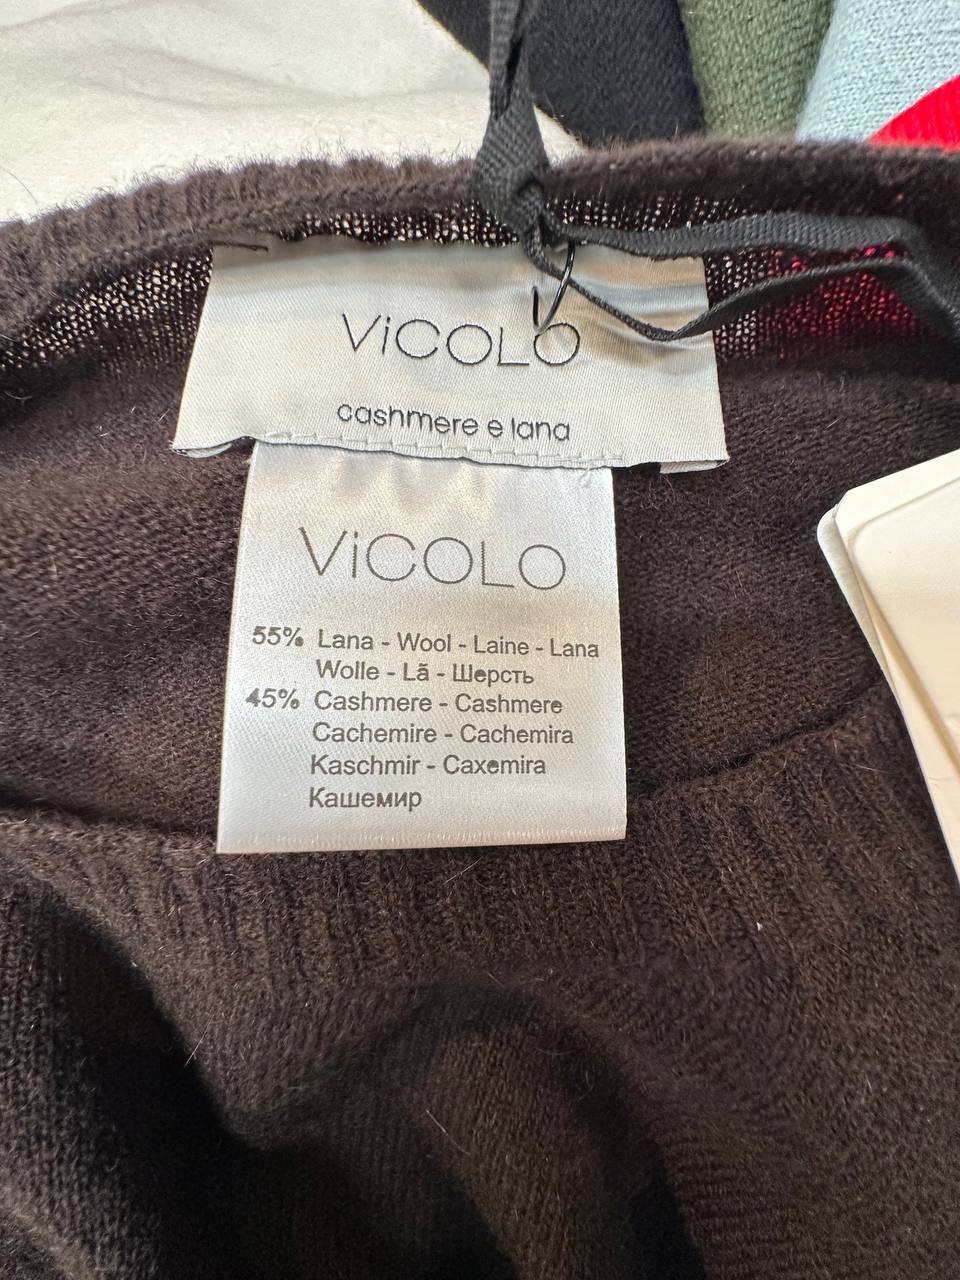 ViCOLO
cashmere e lana
ViCOLO
55% Lana - Wool - Laine - Lana
Wolle - Lã - Шерсть
45% Cashmere - Cashmere
Cachemire - Cachemira
Kaschmir - Caxemira
Кашемир